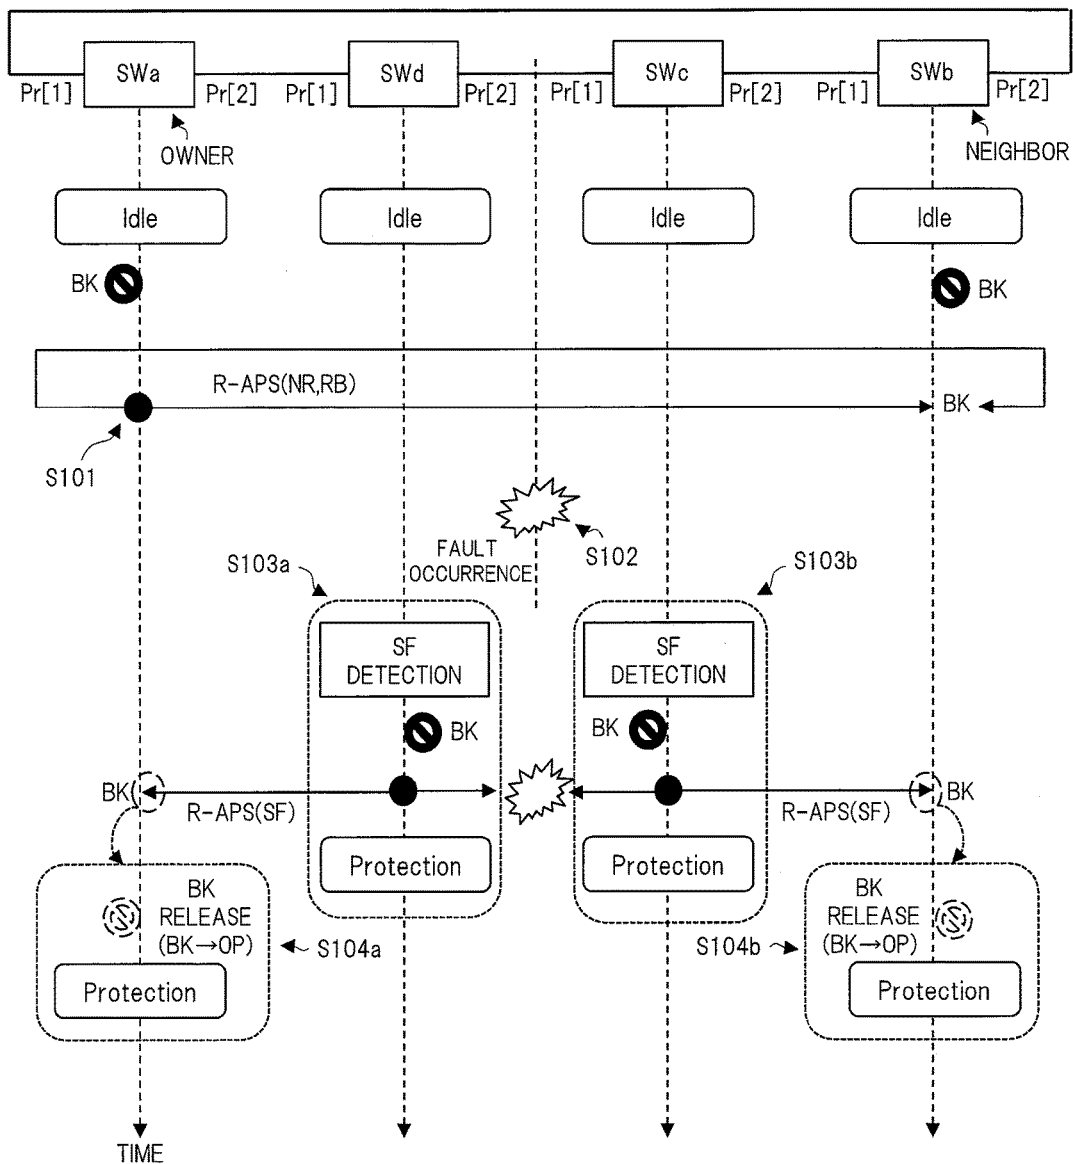 SWa
SWd
SWc
SWb
Pr[1]
Pr[2]
Pr[1]
Pr[2]
Pr[1]
Pr[2]
Pr[1]
Pr[2]
OWNER
NEIGHBOR
Idle
Idle
Idle
Idle
BK
BK
R-APS(NR,RB)
BK
S101
S102
FAULT
OCCURRENCE
S103a
S103b
SF
DETECTION
SF
DETECTION
BK
BK
BK
R-APS(SF)
R-APS(SF)
BK
Protection
Protection
BK
RELEASE
(BK→OP)
S104a
S104b
BK
RELEASE
(BK→OP)
Protection
Protection
TIME